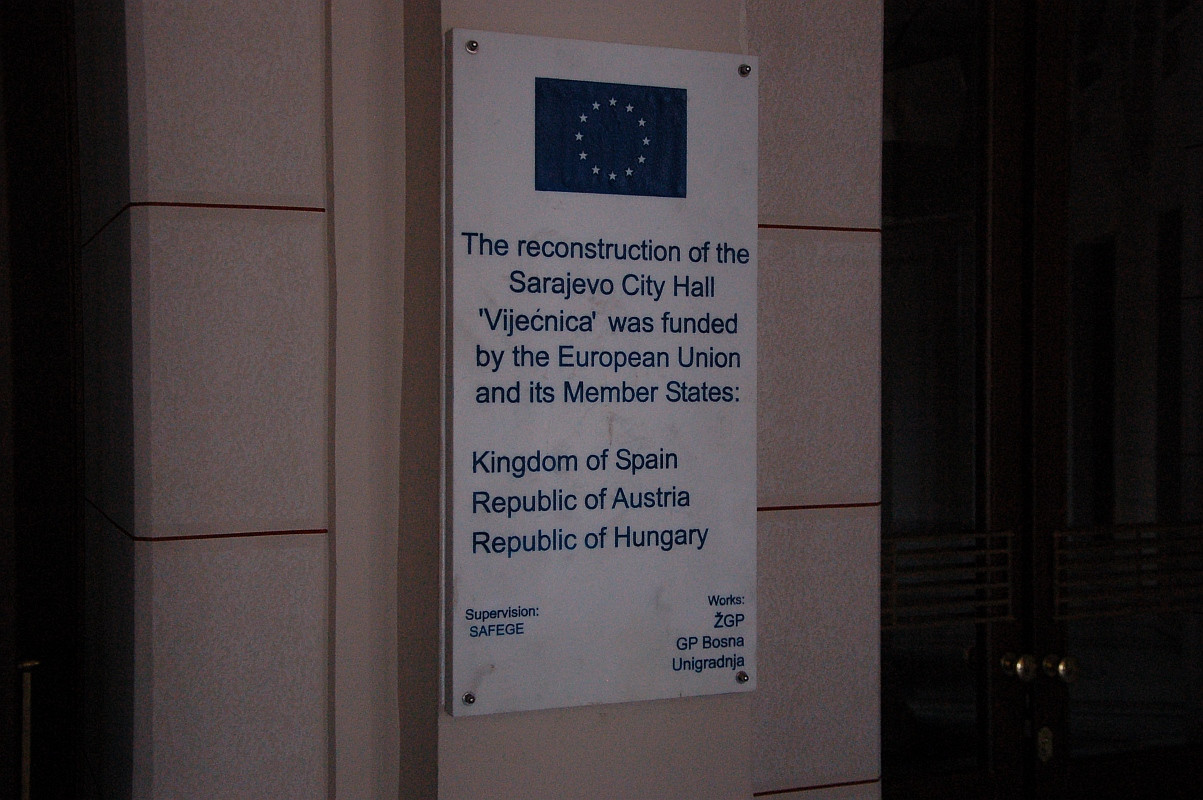 The reconstruction of the
Sarajevo City Hall
'Vijećnica' was funded
by the European Union
and its Member States:
Kingdom of Spain
Republic of Austria
Republic of Hungary
Supervision:
SAFEGE
Works:
ŽGP
GP Bosna
Unigradnja